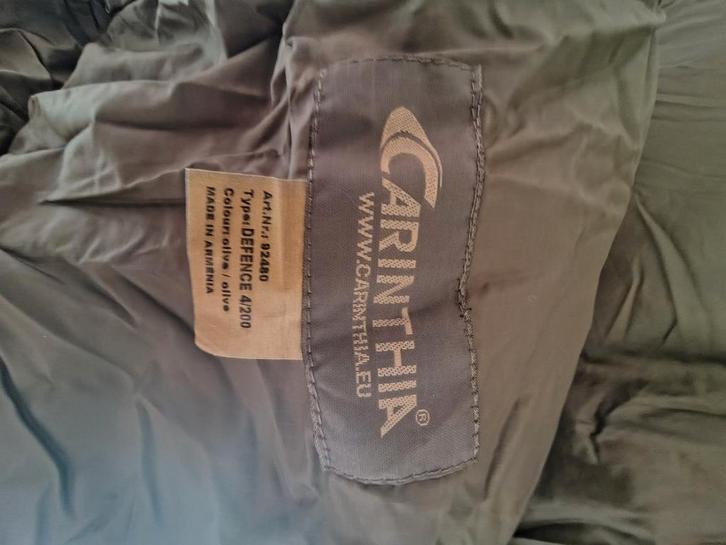 CARINTHIA®
WWW.CARINTHIA.EU
Art.Nr.: 92480
Type: DEFENCE 4/200
Colour: olive / olive
MADE IN ARMENIA